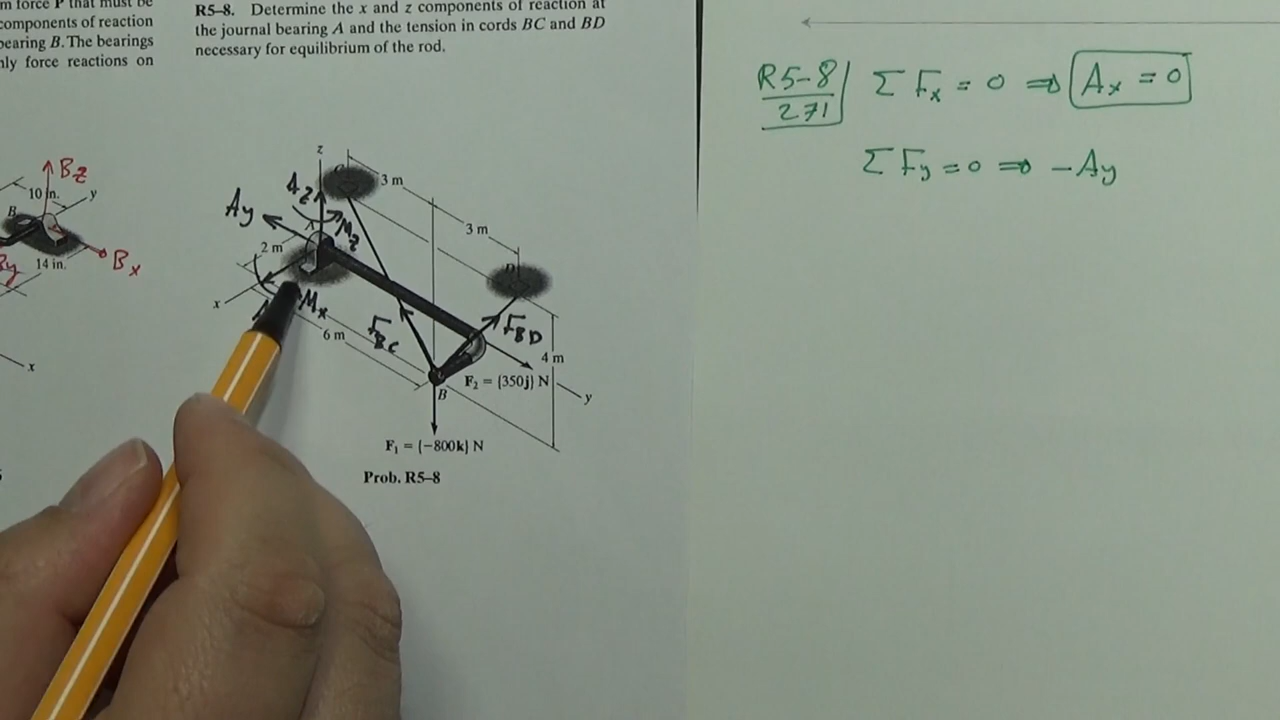 m force P that must be
components of reaction
bearing B. The bearings
nly force reactions on
R5–8. Determine the x and z components of reaction at
the journal bearing A and the tension in cords BC and BD
necessary for equilibrium of the rod.
10 in.
y
Bz
B
Bx
By
14 in.
x
z
C
3 m
3 m
Az
Ay
A
Mz
2 m
D
x
Mx
6 m
FBC
FBD
4 m
F₂ = {350j} N
y
B
F₁ = {−800k} N
Prob. R5–8
R5-8
271
Σ Fx = 0 ⇒ Ax = 0
Σ Fy = 0 ⇒ -Ay